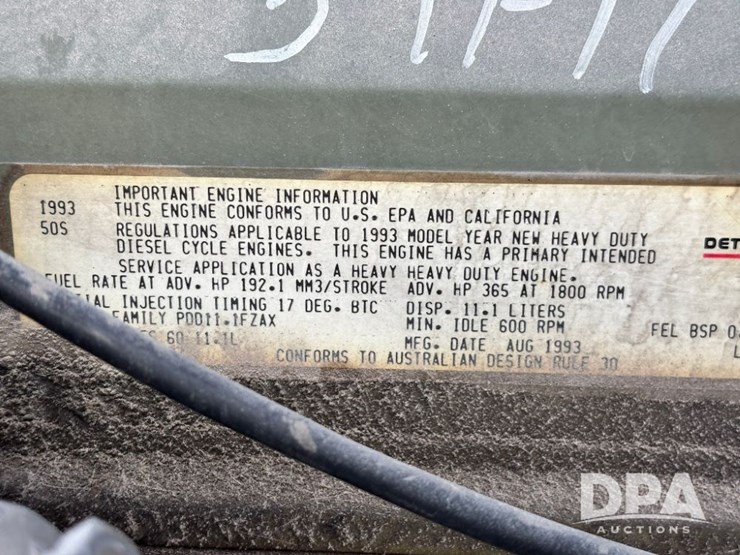 IMPORTANT ENGINE INFORMATION
1993 THIS ENGINE CONFORMS TO U.S. EPA AND CALIFORNIA
50S REGULATIONS APPLICABLE TO 1993 MODEL YEAR NEW HEAVY DUTY
DIESEL CYCLE ENGINES. THIS ENGINE HAS A PRIMARY INTENDED
SERVICE APPLICATION AS A HEAVY HEAVY DUTY ENGINE.
FUEL RATE AT ADV. HP 192.1 MM3/STROKE ADV. HP 365 AT 1800 RPM
INJECTION TIMING 17 DEG. BTC DISP. 11.1 LITERS
FAMILY PDD11.1FZAX MIN. IDLE 600 RPM FEL BSP
60 11.1L MFG. DATE AUG 1993
CONFORMS TO AUSTRALIAN DESIGN RULE 30
DET
DPA
AUCTIONS